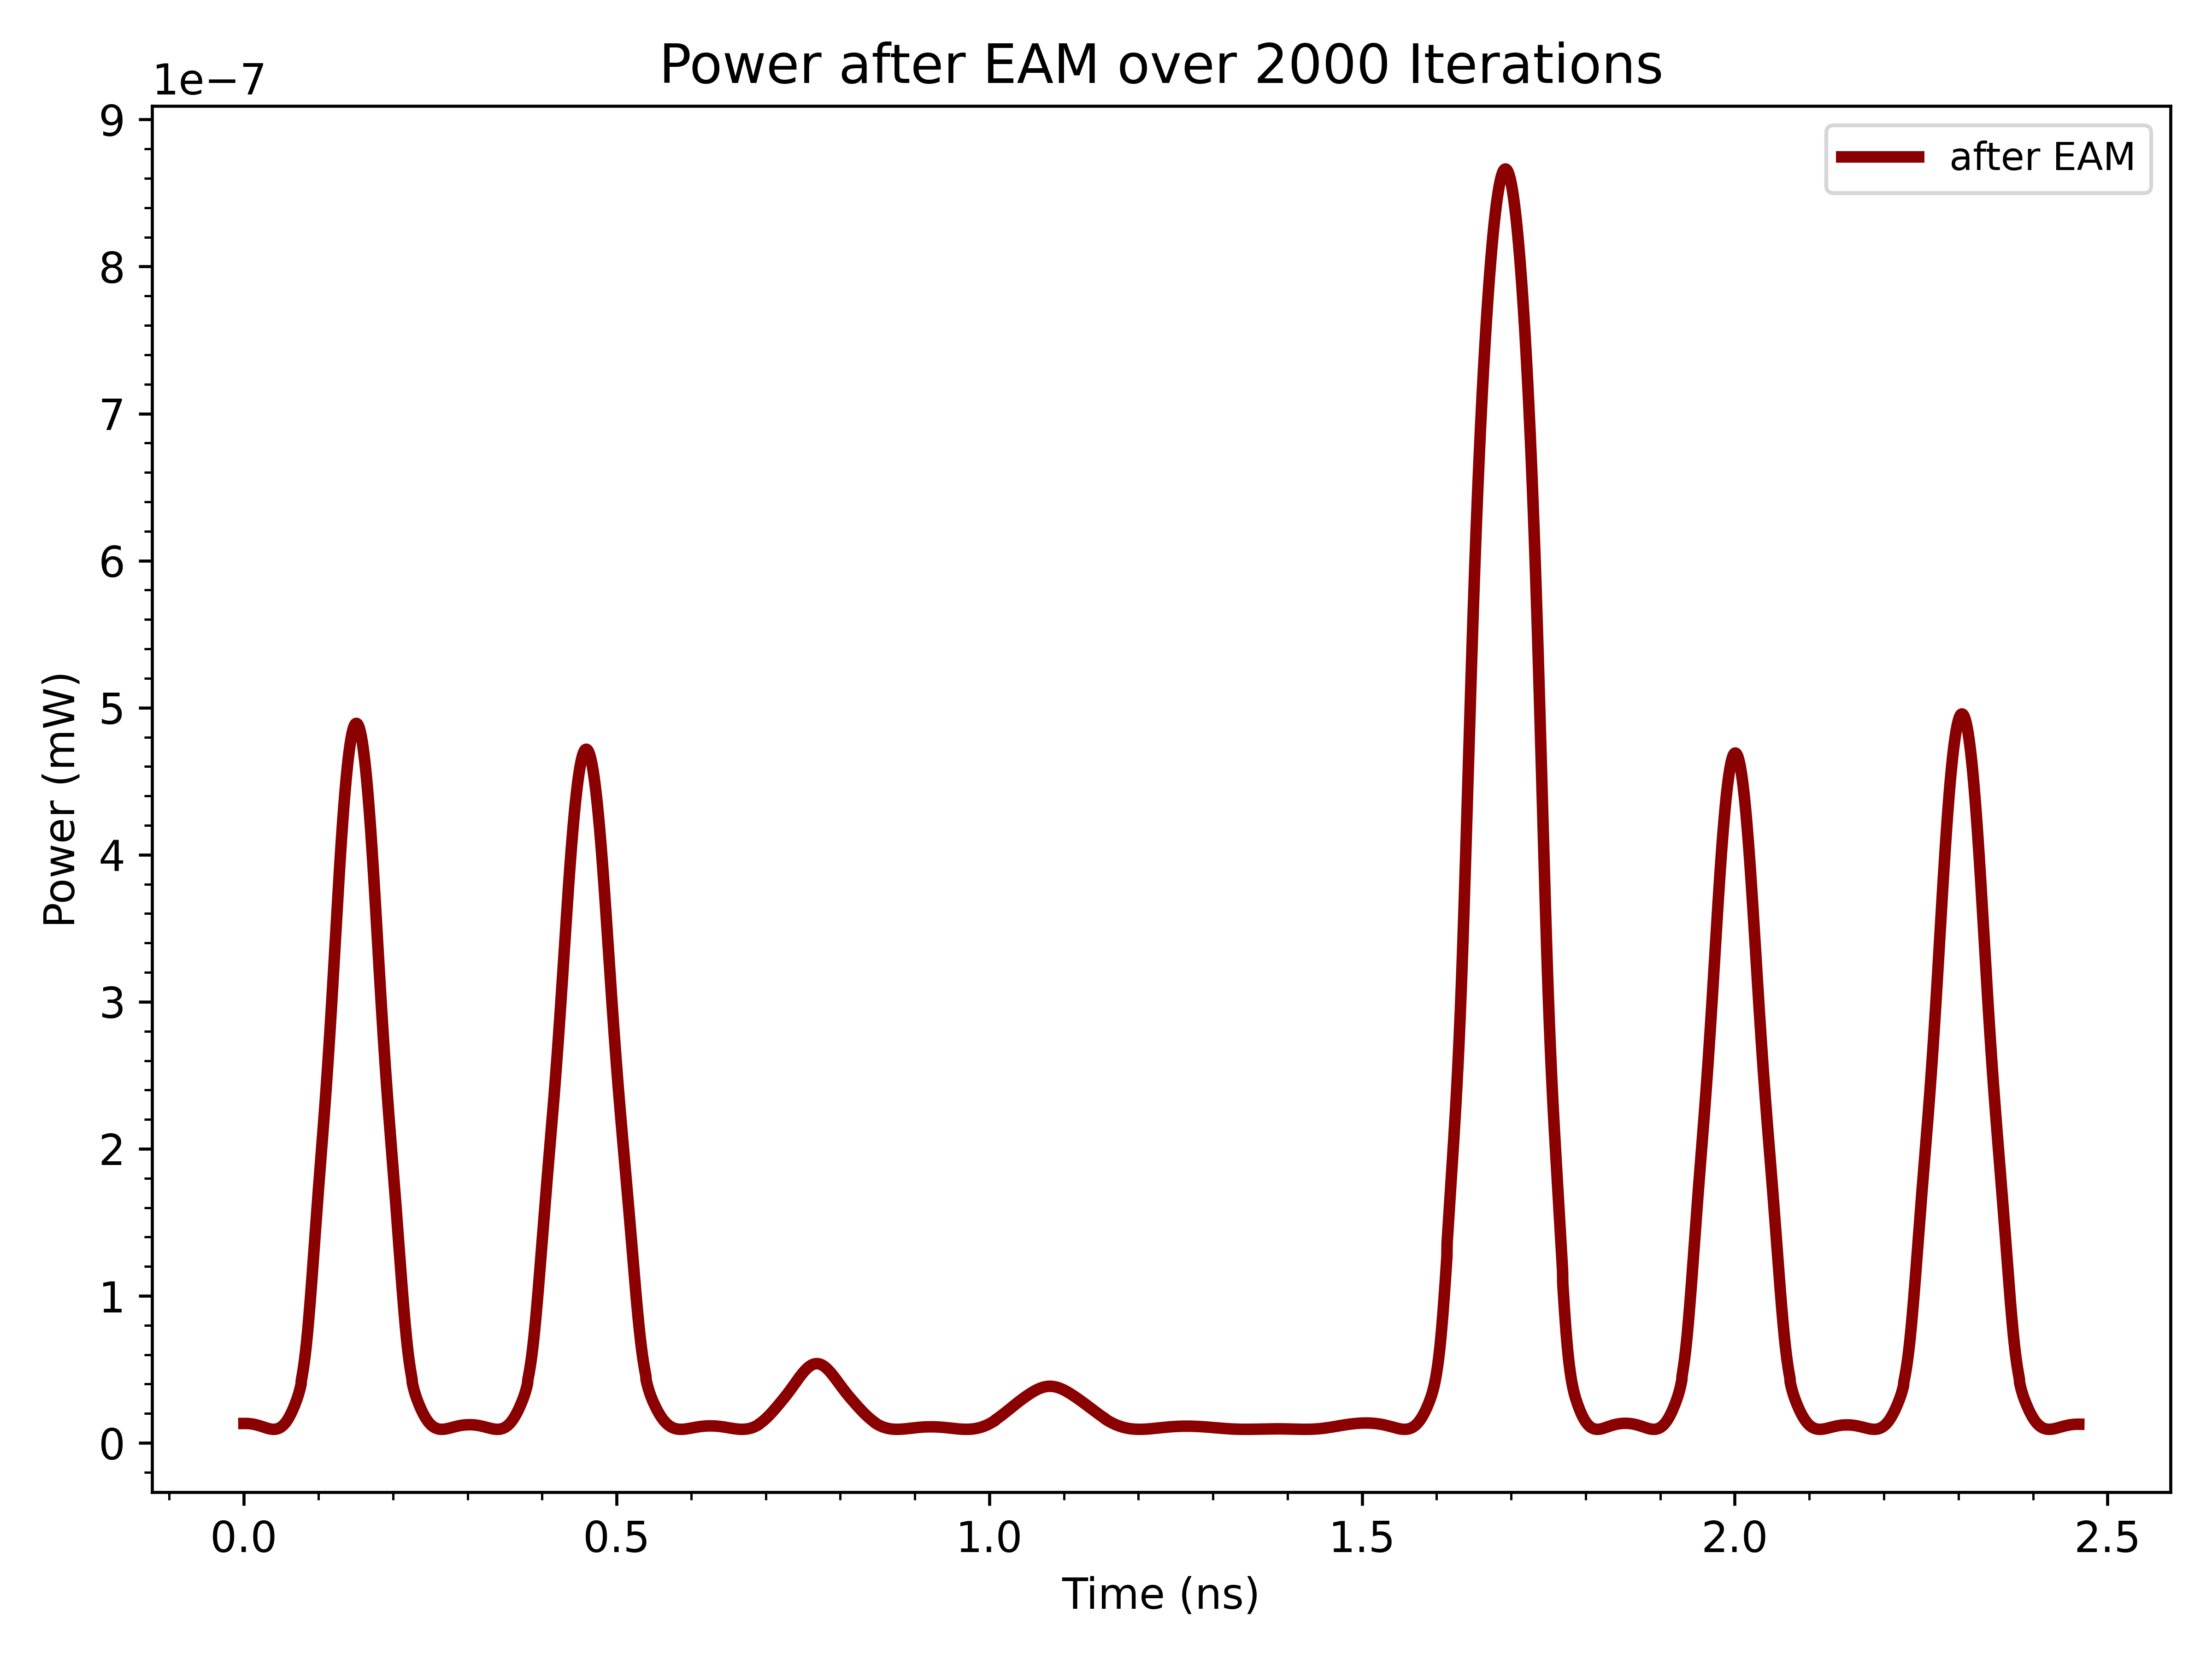 Power after EAM over 2000 Iterations
1e−7
after EAM
9
8
7
6
5
4
3
2
1
0
Power (mW)
0.0 0.5 1.0 1.5 2.0 2.5
Time (ns)